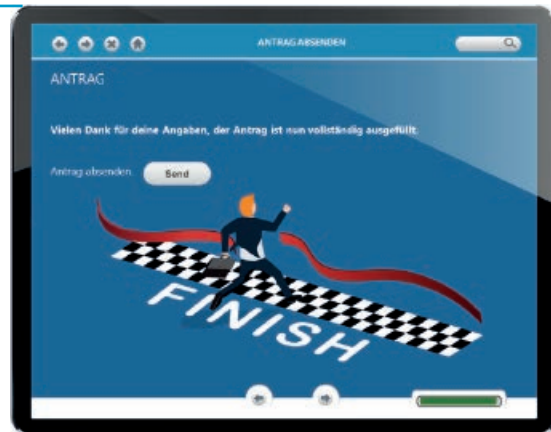 ANTRAG ABSENDEN
ANTRAG
Vielen Dank für deine Angaben, der Antrag ist nun vollständig ausgefüllt.
Antrag absenden. Send
FINISH